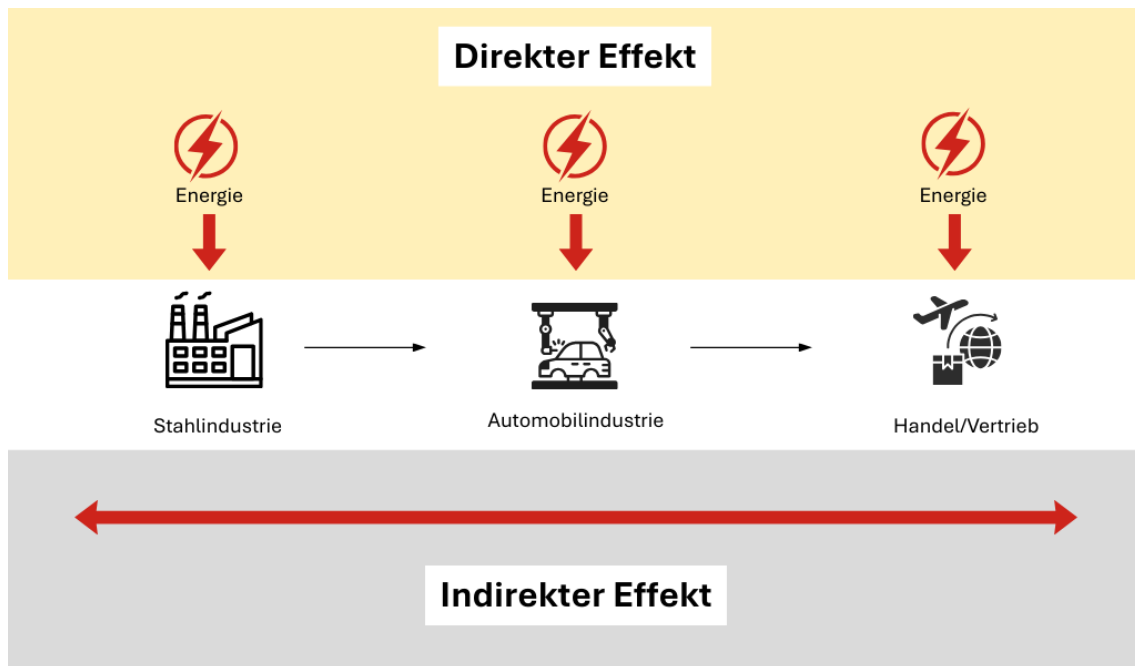 Direkter Effekt
Energie
Energie
Energie
Stahlindustrie
Automobilindustrie
Handel/Vertrieb
Indirekter Effekt